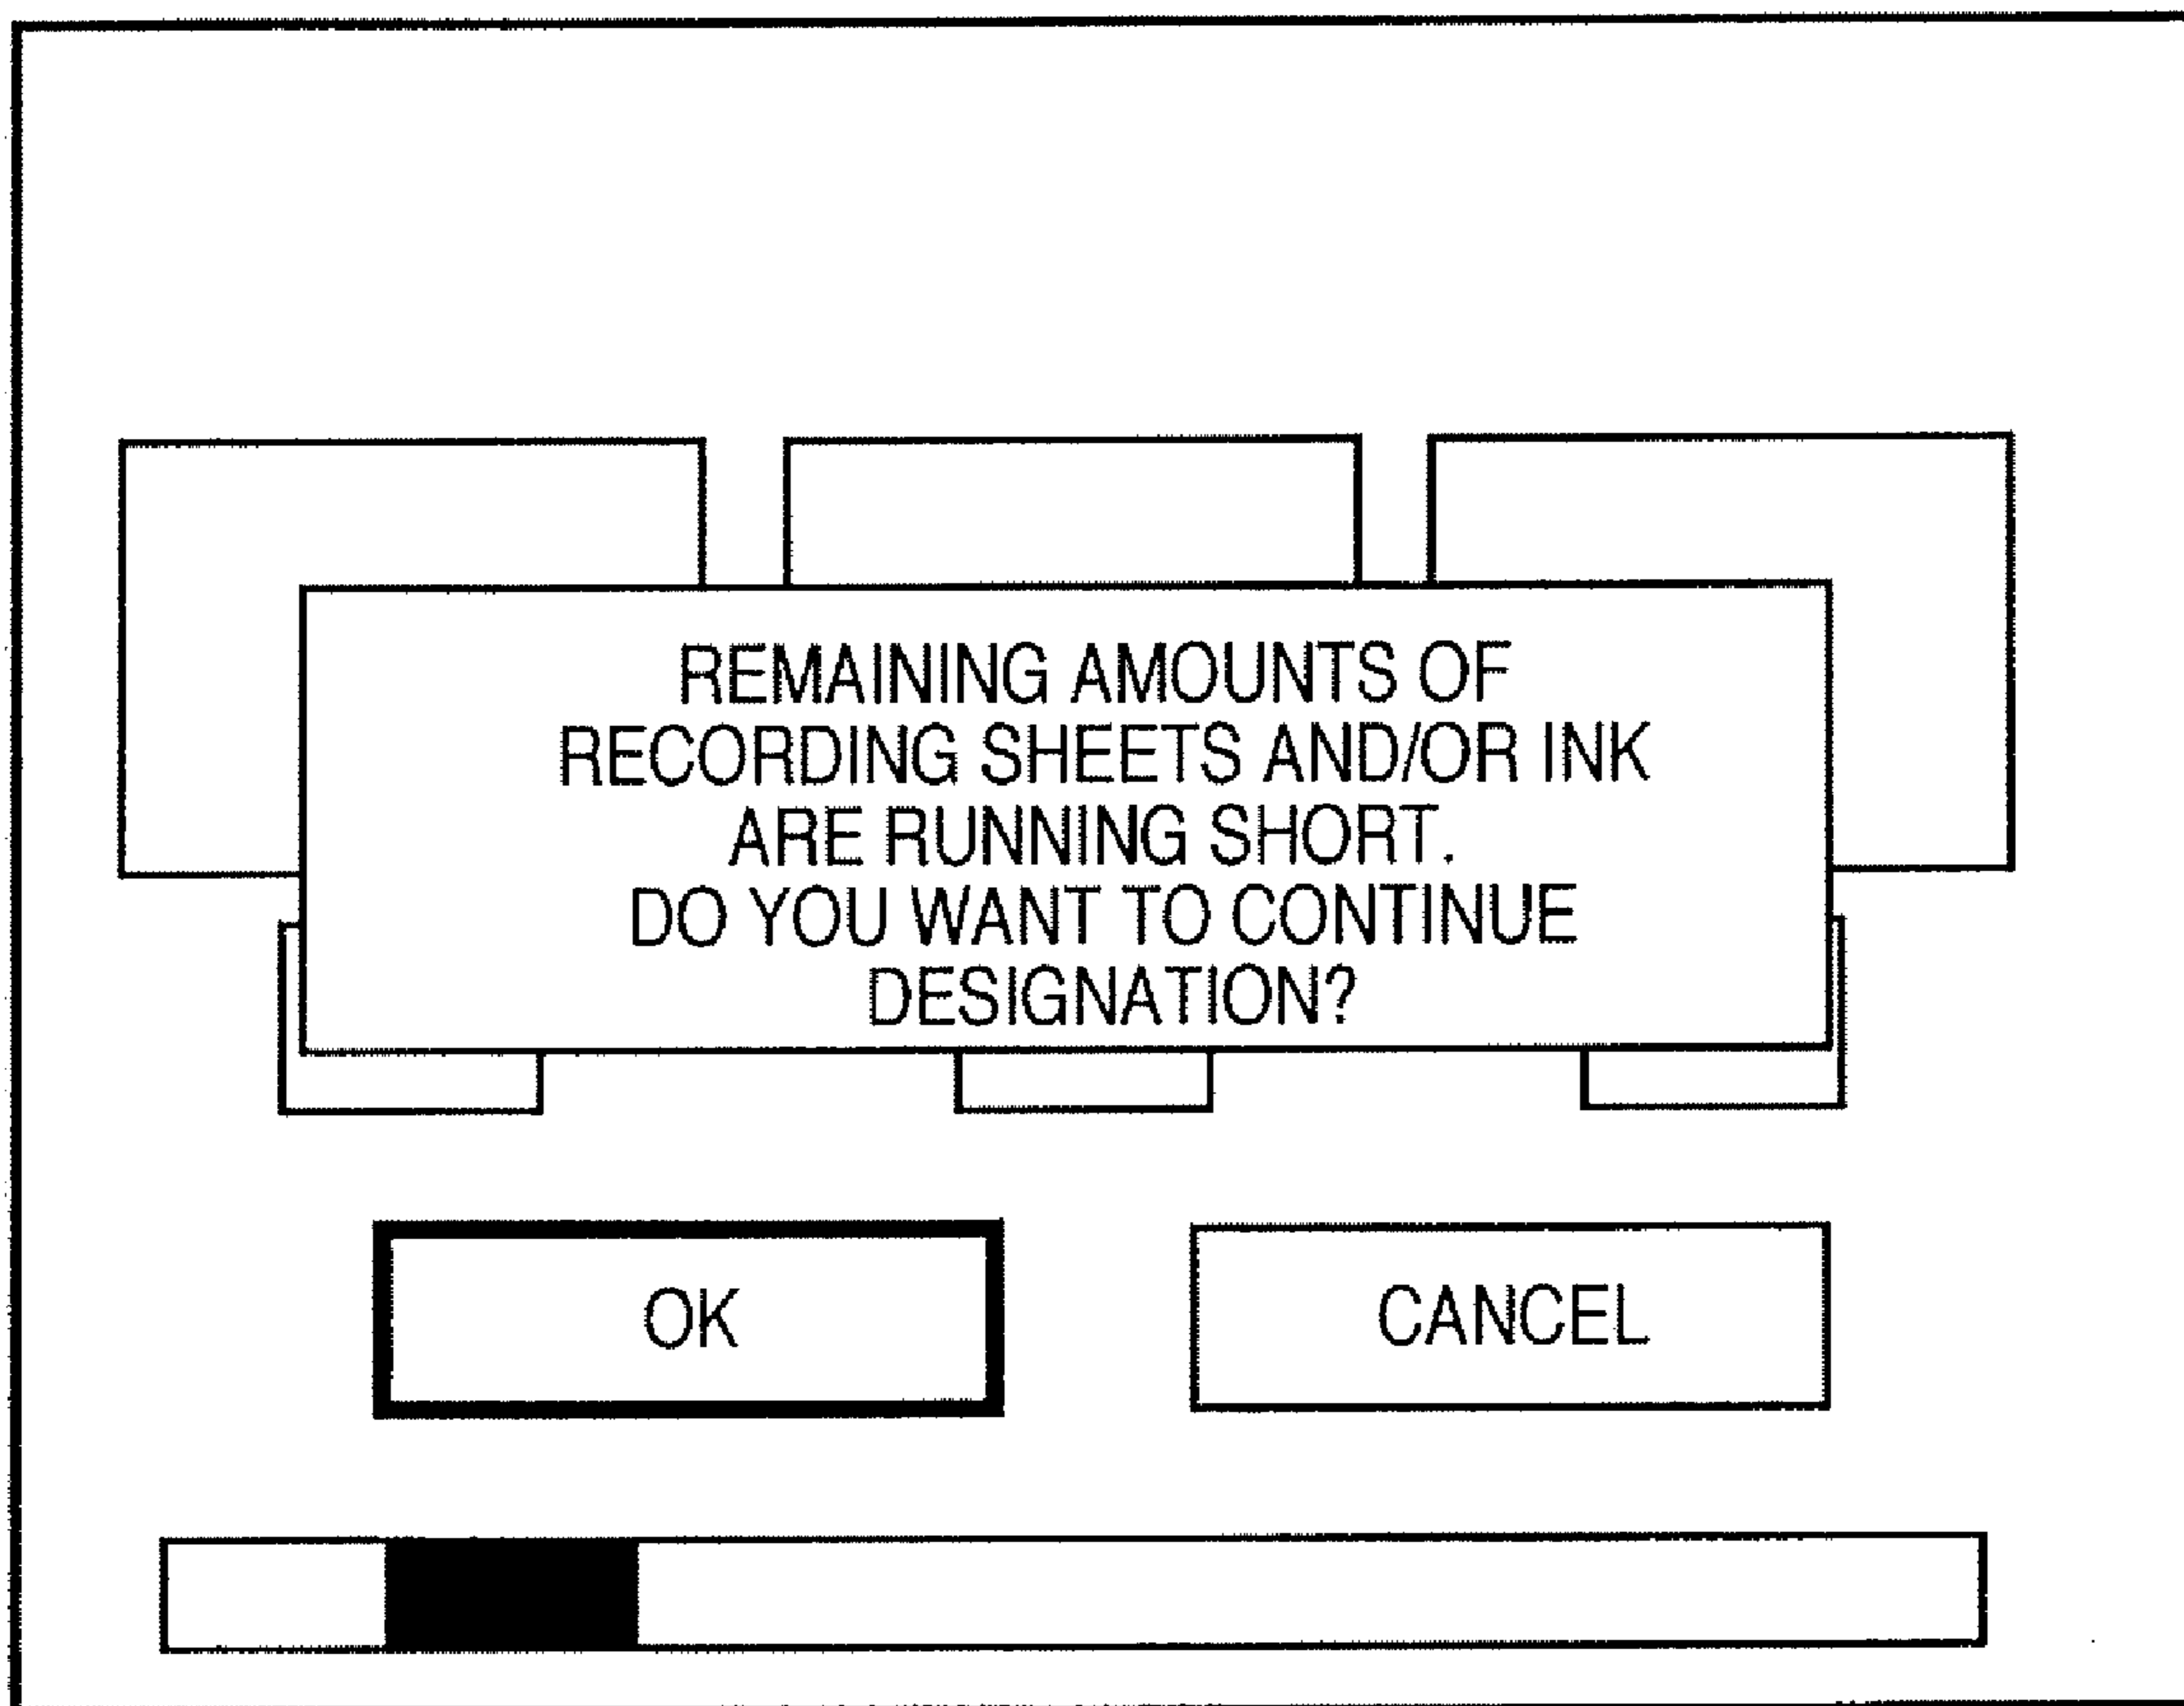 REMAINING AMOUNTS OF
RECORDING SHEETS AND/OR INK
ARE RUNNING SHORT.
DO YOU WANT TO CONTINUE
DESIGNATION?
OK
CANCEL